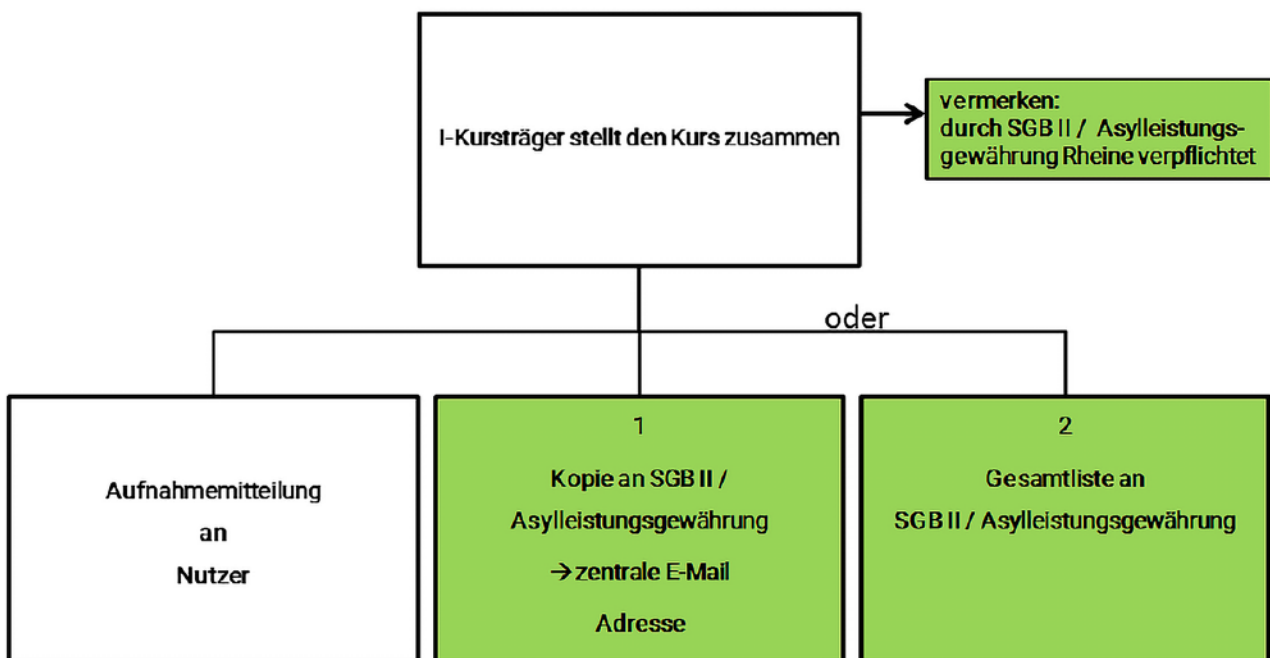 I-Kursträger stellt den Kurs zusammen
vermerken:
durch SGB II / Asylleistungs-
gewährung Rheine verpflichtet
oder
Aufnahmemitteilung
an
Nutzer
1
Kopie an SGB II /
Asylleistungsgewährung
→ zentrale E-Mail
Adresse
2
Gesamtliste an
SGB II / Asylleistungsgewährung